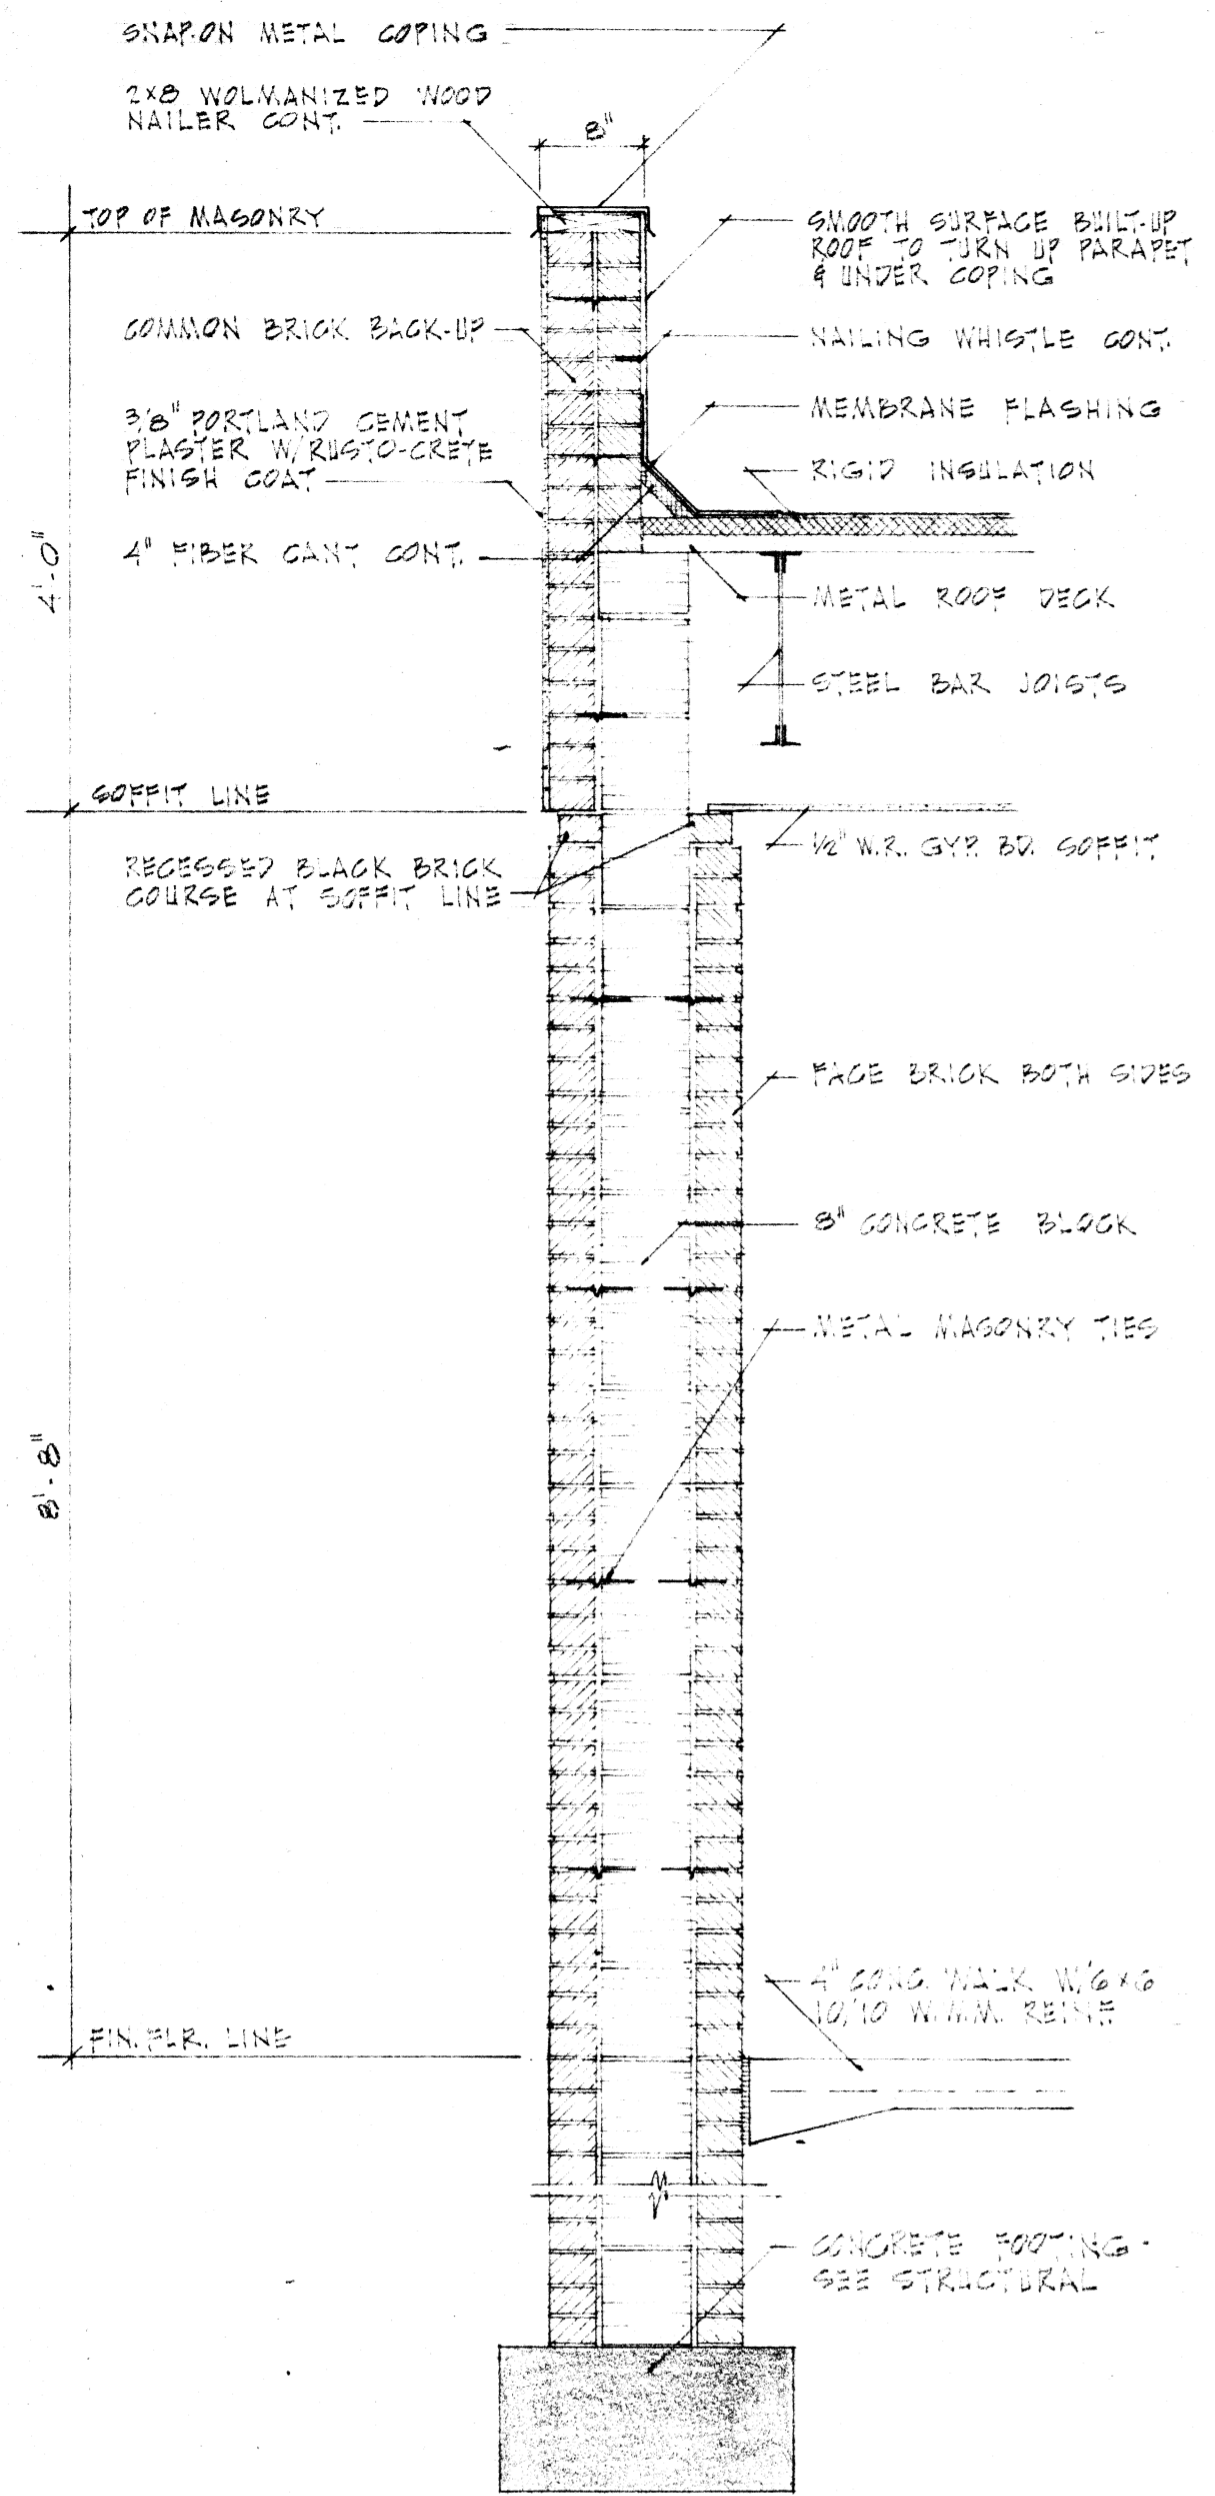 SNAP-ON METAL COPING
2x8 WOLMANIZED WOOD
NAILER CONT.
8"
TOP OF MASONRY
SMOOTH SURFACE BUILT-UP
ROOF TO TURN UP PARAPET
& UNDER COPING
COMMON BRICK BACK-UP
NAILING WHISTLE CONT.
3/8" PORTLAND CEMENT
PLASTER W/RUSTO-CRETE
FINISH COAT
MEMBRANE FLASHING
RIGID INSULATION
4" FIBER CANT CONT.
4'-0"
METAL ROOF DECK
STEEL BAR JOISTS
SOFFIT LINE
1/2" W.R. GYP. BD. SOFFIT
RECESSED BLACK BRICK
COURSE AT SOFFIT LINE
FACE BRICK BOTH SIDES
8" CONCRETE BLOCK
METAL MASONRY TIES
8'-8"
4" CONC. WALK W/6x6
10/10 W.W.M. REINF.
FIN. FLR. LINE
CONCRETE FOOTING -
SEE STRUCTURAL